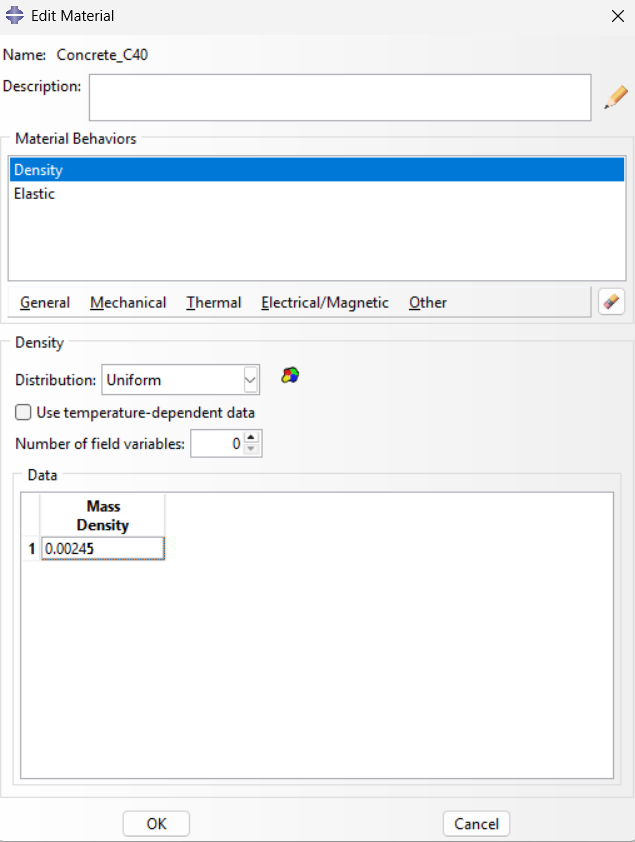 Edit Material
Name: Concrete_C40
Description:
Material Behaviors
Density
Elastic
General Mechanical Thermal Electrical/Magnetic Other
Density
Distribution: Uniform
Use temperature-dependent data
Number of field variables: 0
Data
Mass
Density
1 0.00245
OK Cancel